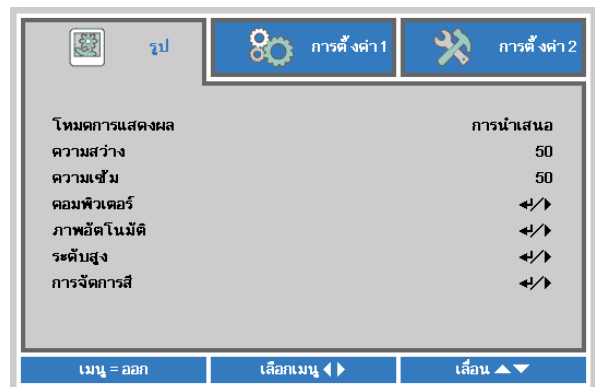 รูป
การตั้งค่า 1
การตั้งค่า 2
โหมดการแสดงผล การนำเสนอ
ความสว่าง 50
ความเข้ม 50
คอมพิวเตอร์ ↵/▶
ภาพอัตโนมัติ ↵/▶
ระดับสูง ↵/▶
การจัดการสี ↵/▶
เมนู = ออก
เลือกเมนู ◀▶
เลื่อน ▲▼